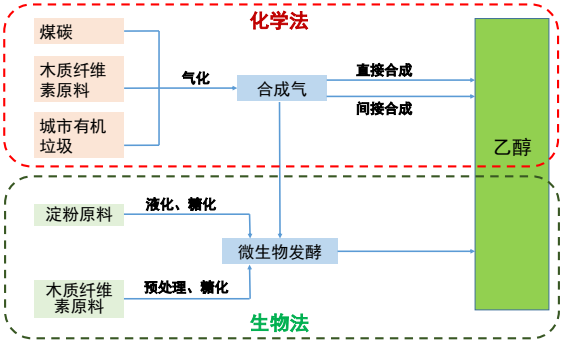 化学法
煤炭
木质纤维
素原料
城市有机
垃圾
气化
合成气
直接合成
间接合成
乙醇
淀粉原料
液化、糖化
微生物发酵
木质纤维
素原料
预处理、糖化
生物法